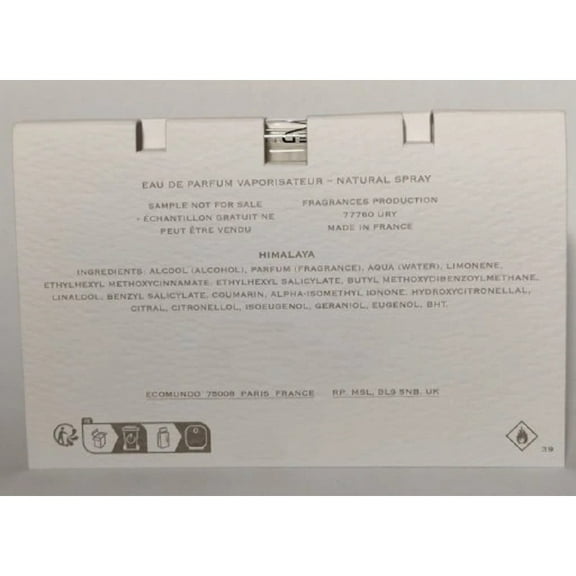 EAU DE PARFUM VAPORISATEUR – NATURAL SPRAY
SAMPLE NOT FOR SALE
• ÉCHANTILLON GRATUIT NE
PEUT ÊTRE VENDU
FRAGRANCES PRODUCTION
77760 URY
MADE IN FRANCE
HIMALAYA
INGREDIENTS: ALCOOL (ALCOHOL), PARFUM (FRAGRANCE), AQUA (WATER), LIMONENE,
ETHYLHEXYL METHOXYCINNAMATE, ETHYLHEXYL SALICYLATE, BUTYL METHOXYDIBENZOYLMETHANE,
LINALOOL, BENZYL SALICYLATE, COUMARIN, ALPHA-ISOMETHYL IONONE, HYDROXYCITRONELLAL,
CITRAL, CITRONELLOL, ISOEUGENOL, GERANIOL, EUGENOL, BHT.
ECOMUNDO 75008 PARIS FRANCE RP. MSL, BL9 5NB, UK
39